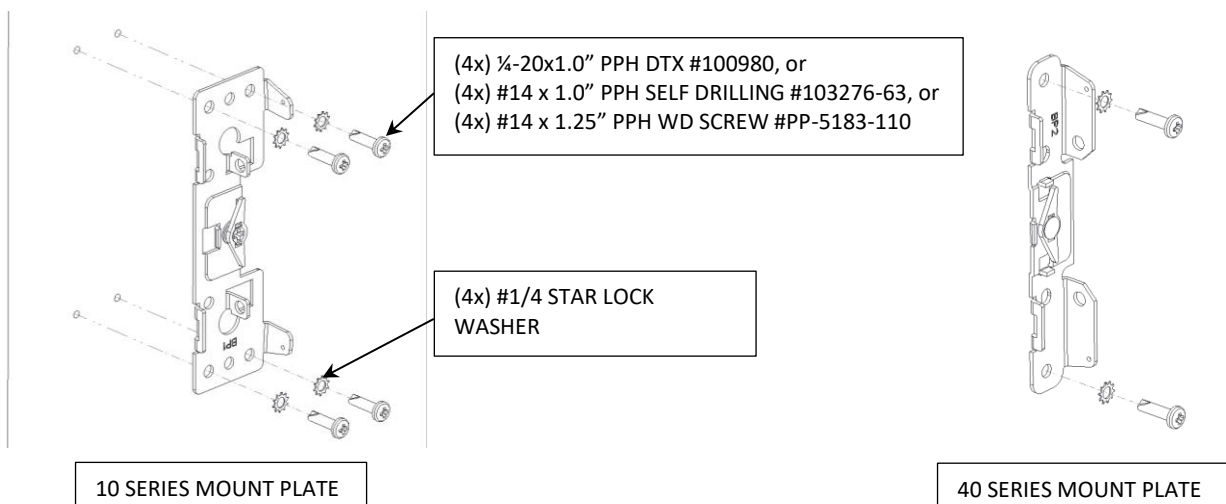 (4x) ¼-20x1.0” PPH DTX #100980, or
(4x) #14 x 1.0” PPH SELF DRILLING #103276-63, or
(4x) #14 x 1.25” PPH WD SCREW #PP-5183-110
BP2
(4x) #1/4 STAR LOCK
WASHER
BP1
10 SERIES MOUNT PLATE
40 SERIES MOUNT PLATE